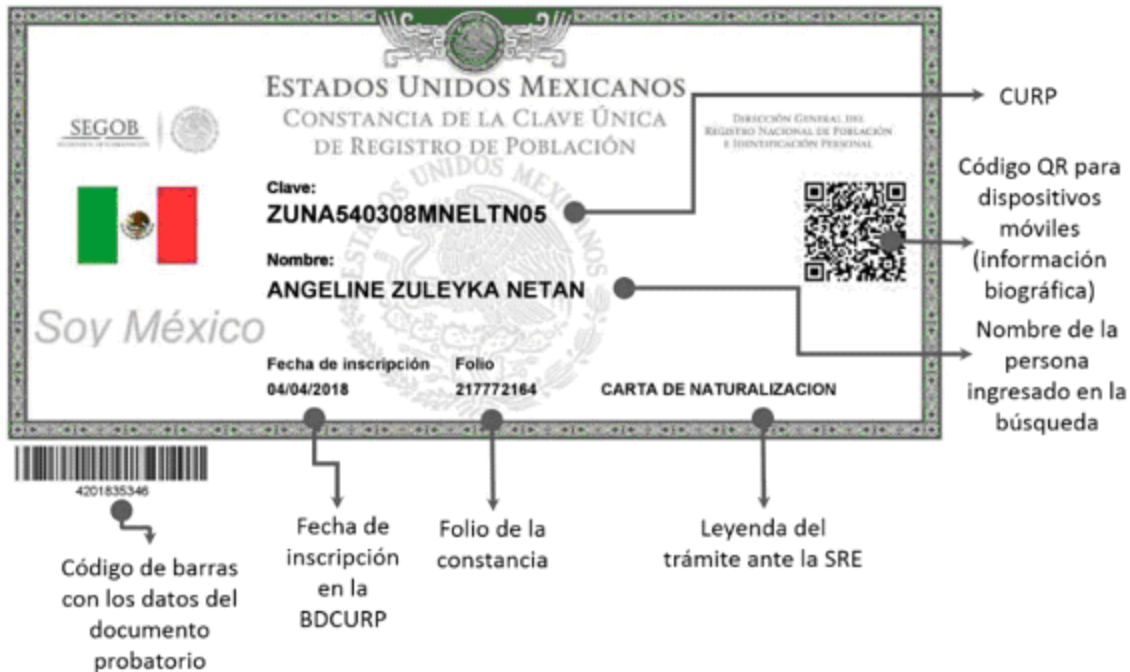 ESTADOS UNIDOS MEXICANOS
CONSTANCIA DE LA CLAVE ÚNICA
DE REGISTRO DE POBLACIÓN
SEGOB
DIRECCIÓN GENERAL DEL
REGISTRO NACIONAL DE POBLACIÓN
E IDENTIFICACIÓN PERSONAL
ESTADOS UNIDOS MEXICANOS
Clave:
ZUNA540308MNELTN05
Nombre:
ANGELINE ZULEYKA NETAN
Soy México
Fecha de inscripción Folio
04/04/2018 217772164 CARTA DE NATURALIZACION
4201835346
CURP
Código QR para
dispositivos
móviles
(información
biográfica)
Nombre de la
persona
ingresado en la
búsqueda
Código de barras
con los datos del
documento
probatorio
Fecha de
inscripción
en la
BDCURP
Folio de la
constancia
Leyenda del
trámite ante la SRE